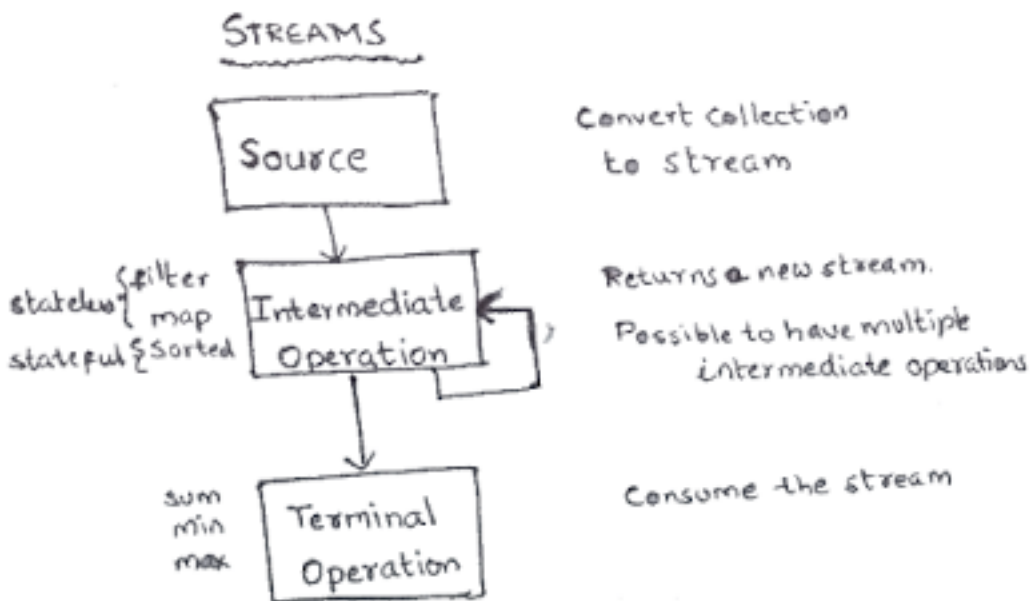 STREAMS
Source
Convert collection
to stream
stateless { filter
map
stateful { Sorted
Intermediate
Operation
Returns a new stream.
Possible to have multiple
intermediate operations
sum
min
max
Terminal
Operation
Consume the stream